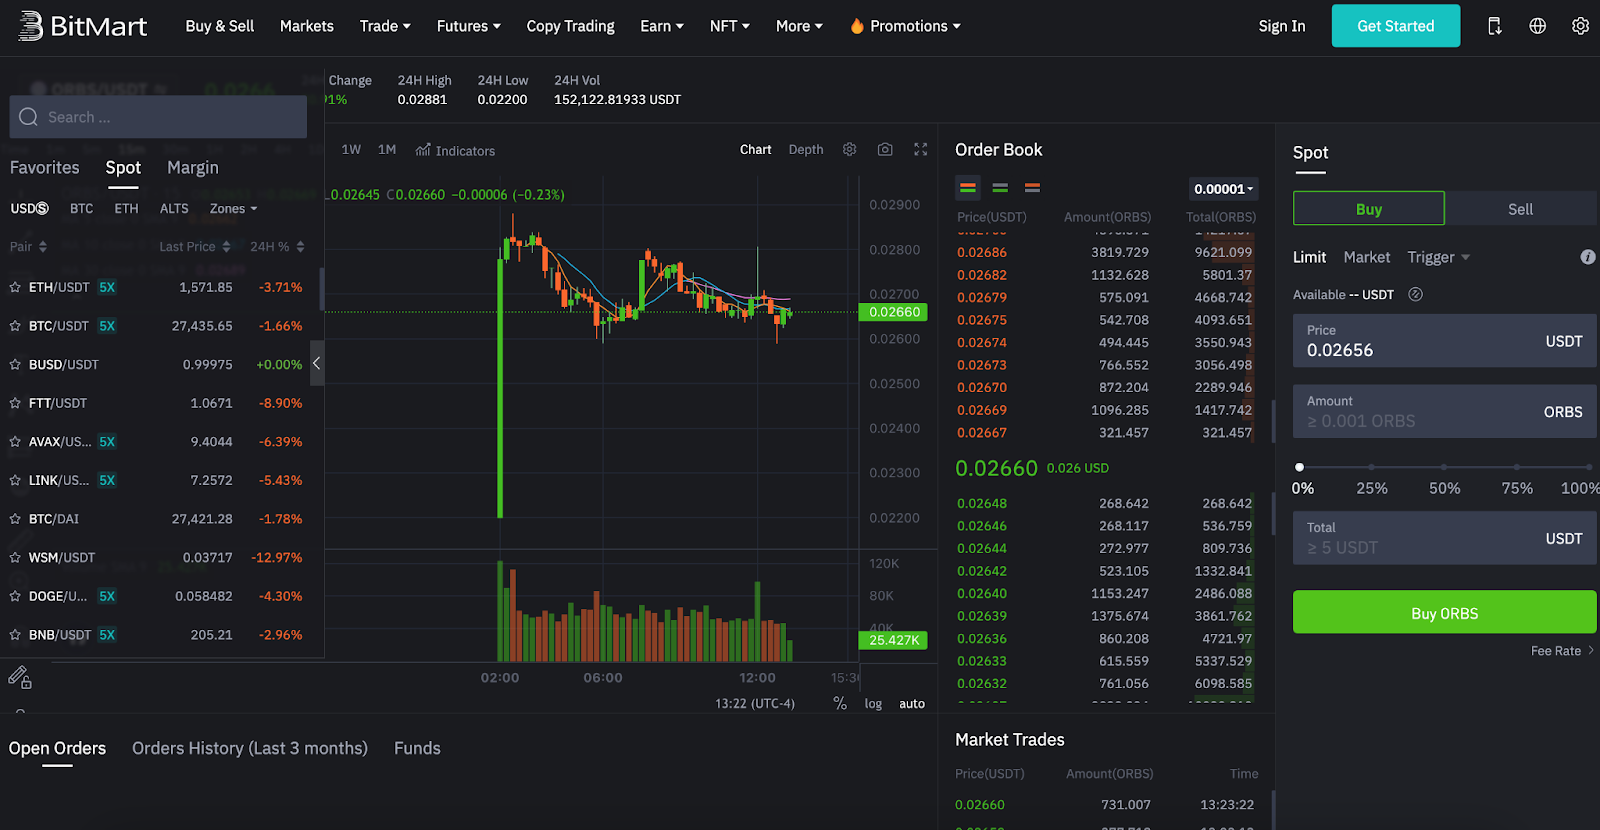 BitMart Buy & Sell Markets Trade Futures Copy Trading Earn NFT More Promotions Sign In Get Started
ORBS/USDT 0.0266
Search ...
Favorites Spot Margin
USDⓈ BTC ETH ALTS Zones
Pair Last Price 24H %
ETH/USDT 5X 1,571.85 -3.71%
BTC/USDT 5X 27,435.65 -1.66%
BUSD/USDT 0.99975 +0.00%
FTT/USDT 1.0671 -8.90%
AVAX/US... 5X 9.4044 -6.39%
LINK/US... 5X 7.2572 -5.43%
BTC/DAI 27,421.28 -1.78%
WSM/USDT 0.03717 -12.97%
DOGE/U... 5X 0.058482 -4.30%
BNB/USDT 5X 205.21 -2.96%
Change 24H High 24H Low 24H Vol
91% 0.02881 0.02200 152,122.81933 USDT
1W 1M Indicators Chart Depth
L0.02645 C0.02660 −0.00006 (−0.23%)
0.02900
0.02800
0.02700
0.02660
0.02600
0.02500
0.02400
0.02300
0.02200
120K
80K
40K
25.427K
02:00 06:00 12:00 15:30
13:22 (UTC-4) % log auto
Order Book
0.00001
Price(USDT) Amount(ORBS) Total(ORBS)
0.02686 3819.729 9621.099
0.02682 1132.628 5801.37
0.02679 575.091 4668.742
0.02675 542.708 4093.651
0.02674 494.445 3550.943
0.02673 766.552 3056.498
0.02670 872.204 2289.946
0.02669 1096.285 1417.742
0.02667 321.457 321.457
0.02660 0.026 USD
0.02648 268.642 268.642
0.02646 268.117 536.759
0.02644 272.977 809.736
0.02642 523.105 1332.841
0.02640 1153.247 2486.088
0.02639 1375.674 3861.762
0.02636 860.208 4721.97
0.02633 615.559 5337.529
0.02632 761.056 6098.585
Market Trades
Price(USDT) Amount(ORBS) Time
0.02660 731.007 13:23:22
Spot
Buy Sell
Limit Market Trigger
Available -- USDT
Price
0.02656 USDT
Amount
≥ 0.001 ORBS ORBS
0% 25% 50% 75% 100%
Total
≥ 5 USDT USDT
Buy ORBS
Fee Rate
Open Orders Orders History (Last 3 months) Funds